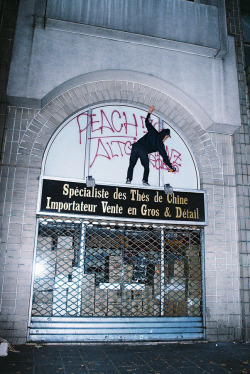 PEACH
Spécialiste des Thés de Chine
Importateur Vente en Gros & Détail